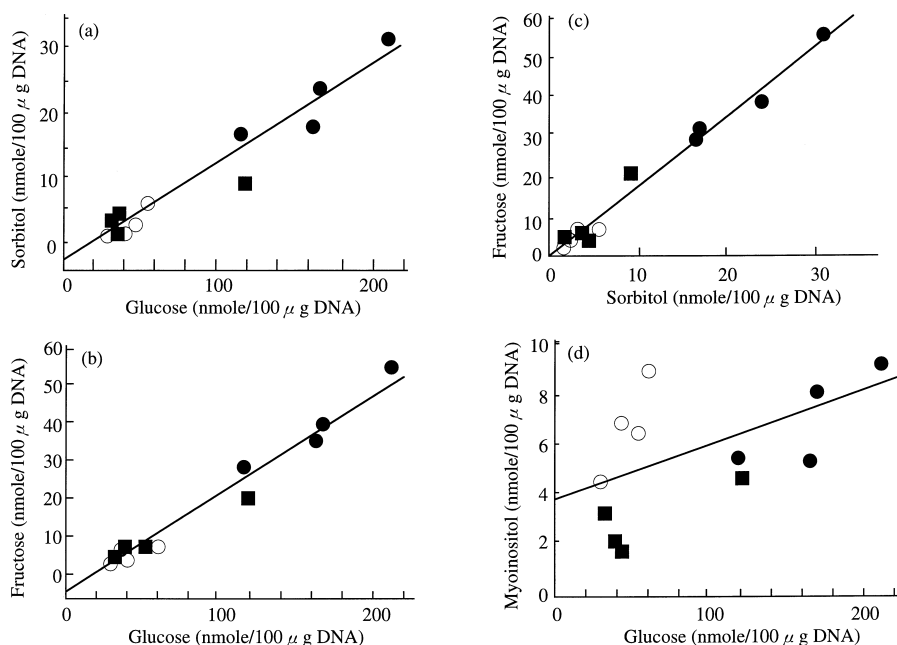 (a)
Sorbitol (nmole/100 μ g DNA)
30
20
10
0
0 100 200
Glucose (nmole/100 μ g DNA)
(c)
Fructose (nmole/100 μ g DNA)
60
50
40
30
20
10
0
0 10 20 30
Sorbitol (nmole/100 μ g DNA)
(b)
Fructose (nmole/100 μ g DNA)
60
50
40
30
20
10
0
0 100 200
Glucose (nmole/100 μ g DNA)
(d)
Myoinositol (nmole/100 μ g DNA)
10
8
6
4
2
0
0 100 200
Glucose (nmole/100 μ g DNA)